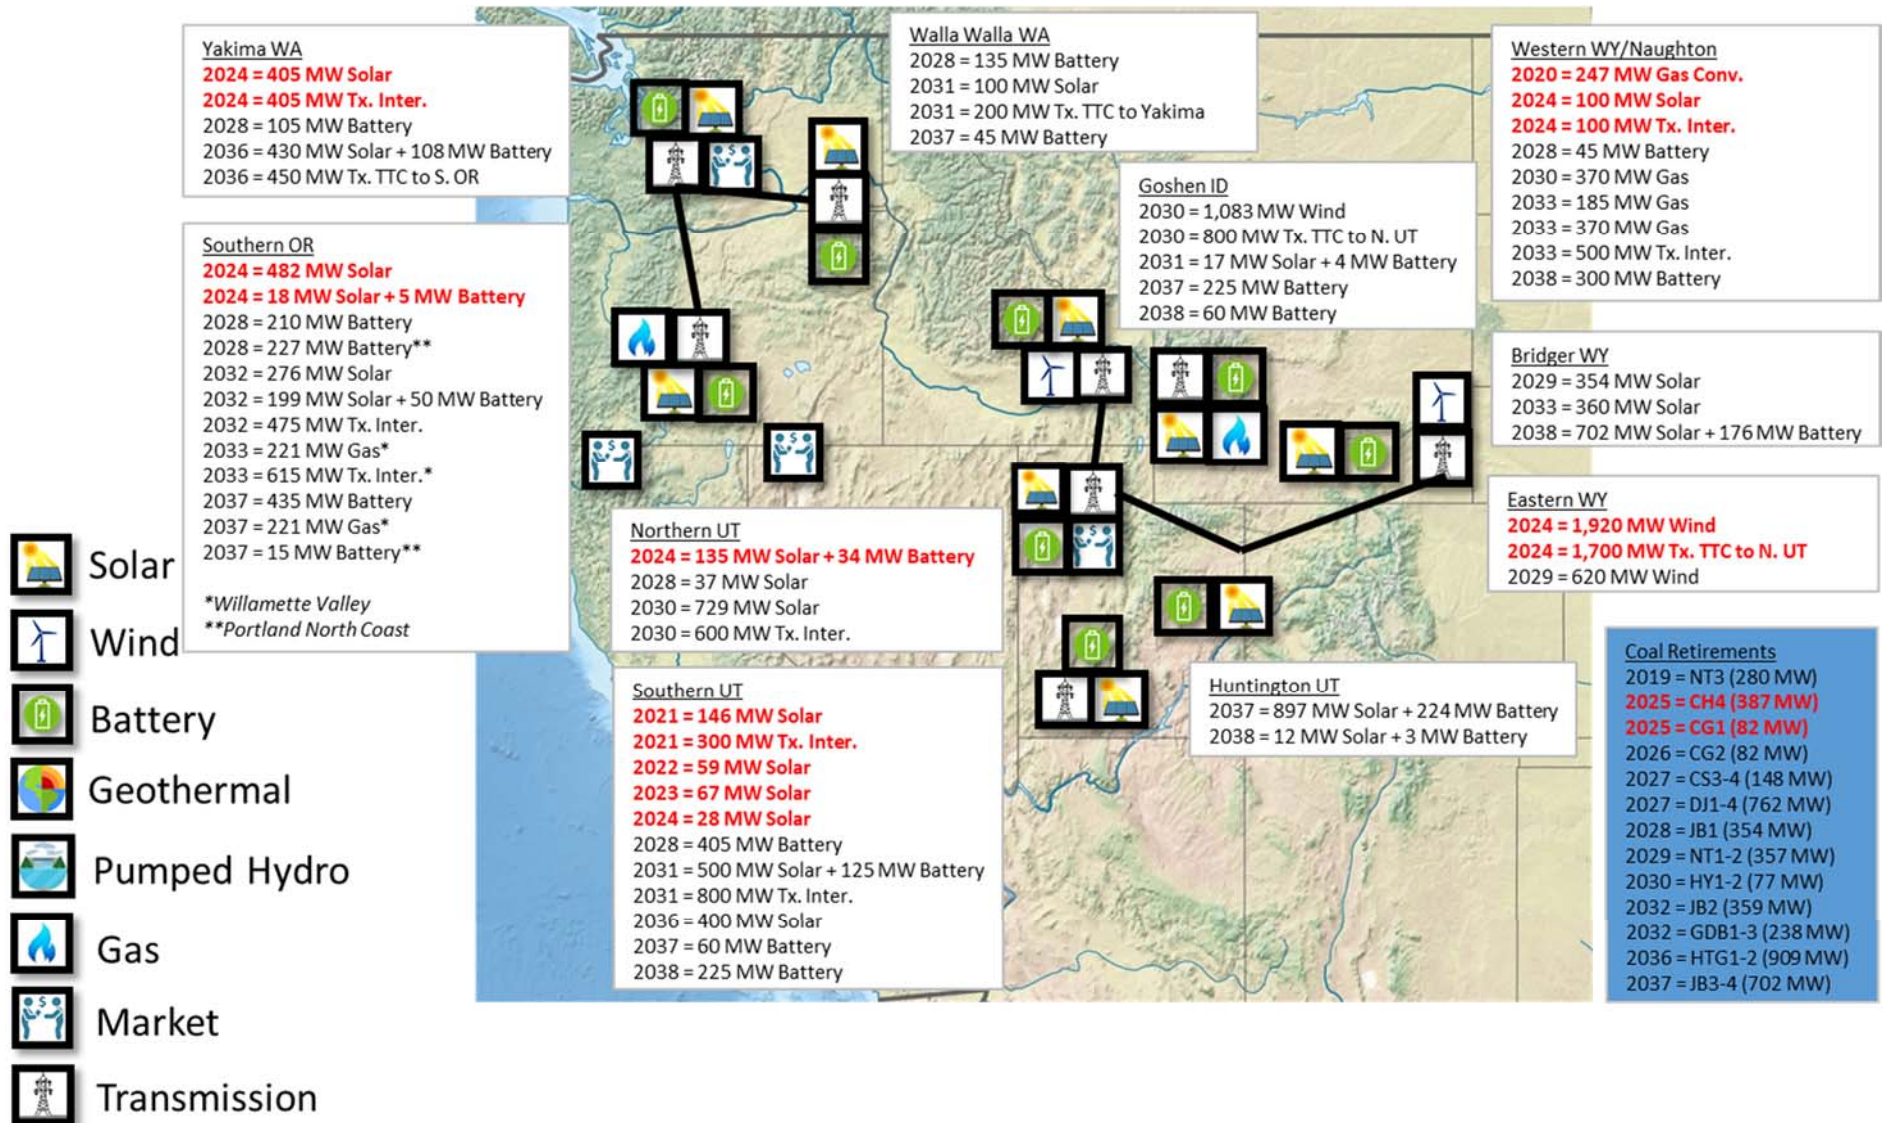 Yakima WA
2024 = 405 MW Solar
2024 = 405 MW Tx. Inter.
2028 = 105 MW Battery
2036 = 430 MW Solar + 108 MW Battery
2036 = 450 MW Tx. TTC to S. OR
Southern OR
2024 = 482 MW Solar
2024 = 18 MW Solar + 5 MW Battery
2028 = 210 MW Battery
2028 = 227 MW Battery**
2032 = 276 MW Solar
2032 = 199 MW Solar + 50 MW Battery
2032 = 475 MW Tx. Inter.
2033 = 221 MW Gas*
2033 = 615 MW Tx. Inter.*
2037 = 435 MW Battery
2037 = 221 MW Gas*
2037 = 15 MW Battery**
*Willamette Valley
**Portland North Coast
Walla Walla WA
2028 = 135 MW Battery
2031 = 100 MW Solar
2031 = 200 MW Tx. TTC to Yakima
2037 = 45 MW Battery
Goshen ID
2030 = 1,083 MW Wind
2030 = 800 MW Tx. TTC to N. UT
2031 = 17 MW Solar + 4 MW Battery
2037 = 225 MW Battery
2038 = 60 MW Battery
Western WY/Naughton
2020 = 247 MW Gas Conv.
2024 = 100 MW Solar
2024 = 100 MW Tx. Inter.
2028 = 45 MW Battery
2030 = 370 MW Gas
2033 = 185 MW Gas
2033 = 370 MW Gas
2033 = 500 MW Tx. Inter.
2038 = 300 MW Battery
Bridger WY
2029 = 354 MW Solar
2033 = 360 MW Solar
2038 = 702 MW Solar + 176 MW Battery
Eastern WY
2024 = 1,920 MW Wind
2024 = 1,700 MW Tx. TTC to N. UT
2029 = 620 MW Wind
Northern UT
2024 = 135 MW Solar + 34 MW Battery
2028 = 37 MW Solar
2030 = 729 MW Solar
2030 = 600 MW Tx. Inter.
Southern UT
2021 = 146 MW Solar
2021 = 300 MW Tx. Inter.
2022 = 59 MW Solar
2023 = 67 MW Solar
2024 = 28 MW Solar
2028 = 405 MW Battery
2031 = 500 MW Solar + 125 MW Battery
2031 = 800 MW Tx. Inter.
2036 = 400 MW Solar
2037 = 60 MW Battery
2038 = 225 MW Battery
Huntington UT
2037 = 897 MW Solar + 224 MW Battery
2038 = 12 MW Solar + 3 MW Battery
Coal Retirements
2019 = NT3 (280 MW)
2025 = CH4 (387 MW)
2025 = CG1 (82 MW)
2026 = CG2 (82 MW)
2027 = CS3-4 (148 MW)
2027 = DJ1-4 (762 MW)
2028 = JB1 (354 MW)
2029 = NT1-2 (357 MW)
2030 = HY1-2 (77 MW)
2032 = JB2 (359 MW)
2032 = GDB1-3 (238 MW)
2036 = HTG1-2 (909 MW)
2037 = JB3-4 (702 MW)
Solar
Wind
Battery
Geothermal
Pumped Hydro
Gas
Market
Transmission